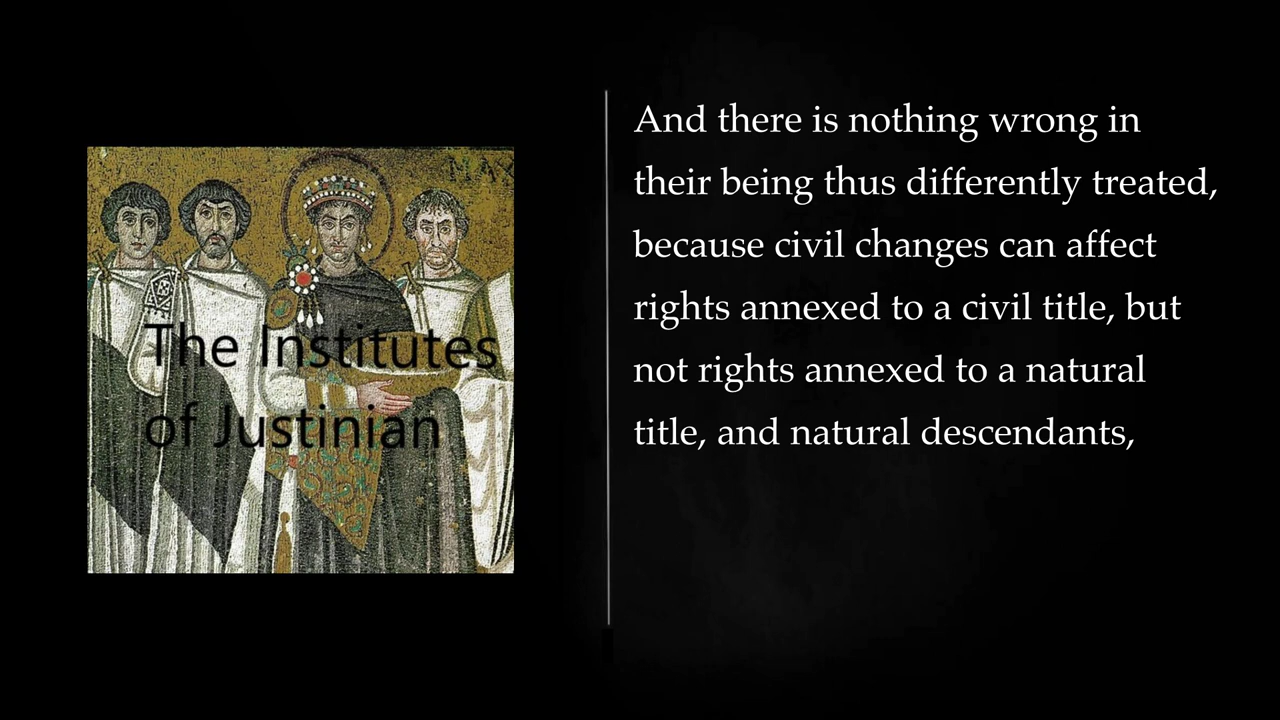 MAX
The Institutes
of Justinian
And there is nothing wrong in
their being thus differently treated,
because civil changes can affect
rights annexed to a civil title, but
not rights annexed to a natural
title, and natural descendants,